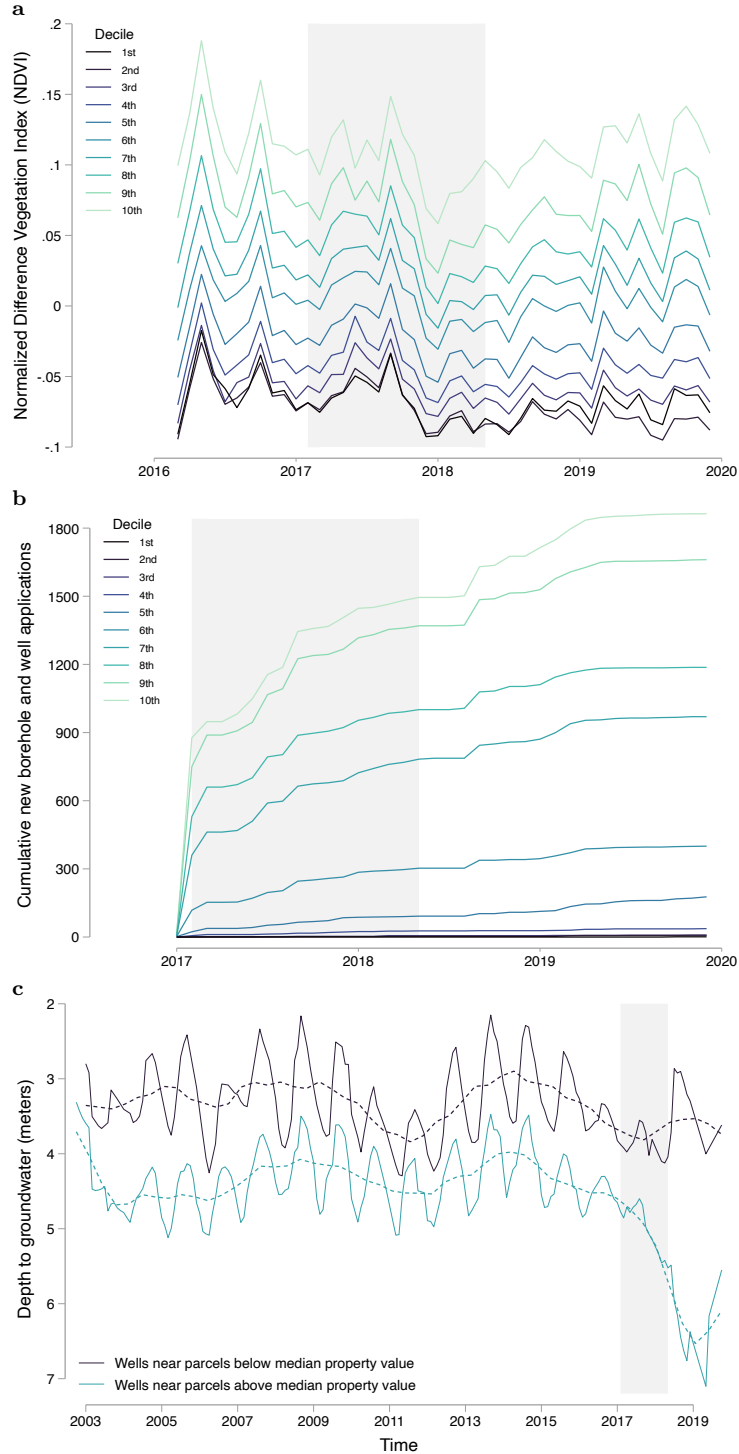 a
Normalized Difference Vegetation Index (NDVI)
.2
.15
.1
.05
0
-.05
-.1
Decile
1st
2nd
3rd
4th
5th
6th
7th
8th
9th
10th
2016
2017
2018
2019
2020
b
Cumulative new borehole and well applications
1800
1500
1200
900
600
300
0
Decile
1st
2nd
3rd
4th
5th
6th
7th
8th
9th
10th
2017
2018
2019
2020
c
Depth to groundwater (meters)
2
3
4
5
6
7
Wells near parcels below median property value
Wells near parcels above median property value
2003
2005
2007
2009
2011
2013
2015
2017
2019
Time